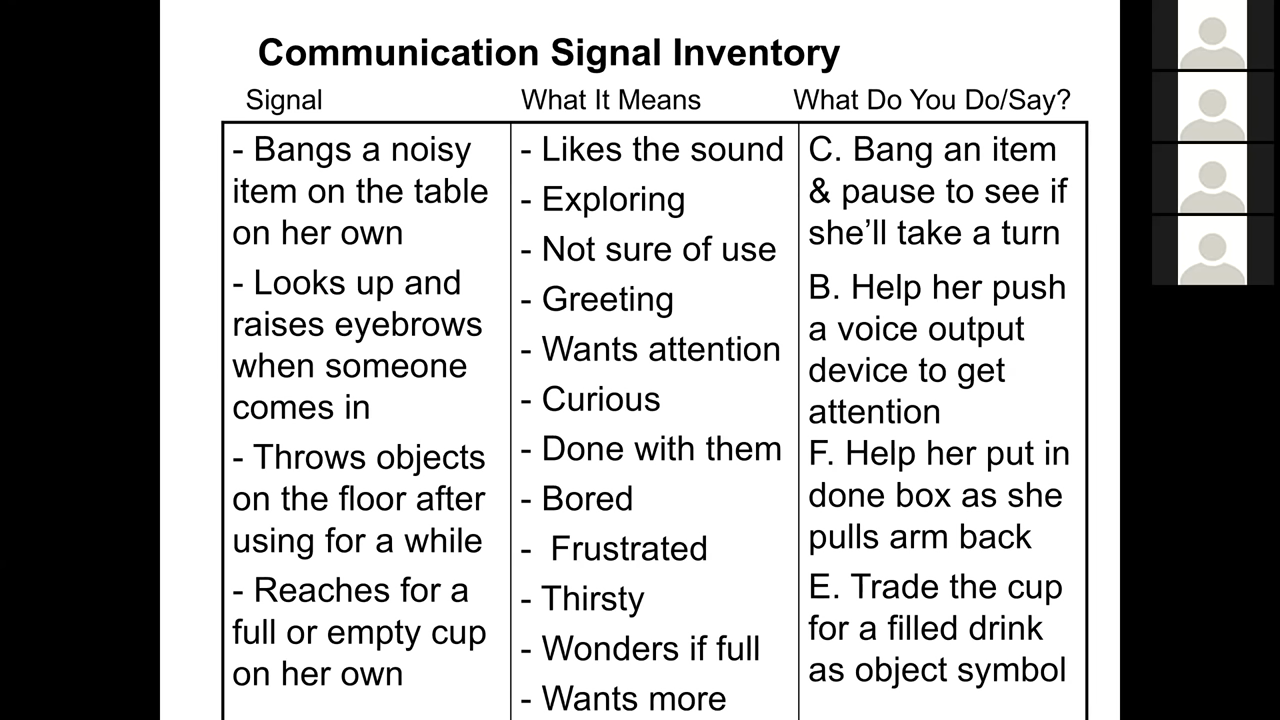 Communication Signal Inventory
Signal
What It Means
What Do You Do/Say?
- Bangs a noisy
item on the table
on her own
- Looks up and
raises eyebrows
when someone
comes in
- Throws objects
on the floor after
using for a while
- Reaches for a
full or empty cup
on her own
- Likes the sound
- Exploring
- Not sure of use
- Greeting
- Wants attention
- Curious
- Done with them
- Bored
- Frustrated
- Thirsty
- Wonders if full
- Wants more
C. Bang an item
& pause to see if
she’ll take a turn
B. Help her push
a voice output
device to get
attention
F. Help her put in
done box as she
pulls arm back
E. Trade the cup
for a filled drink
as object symbol